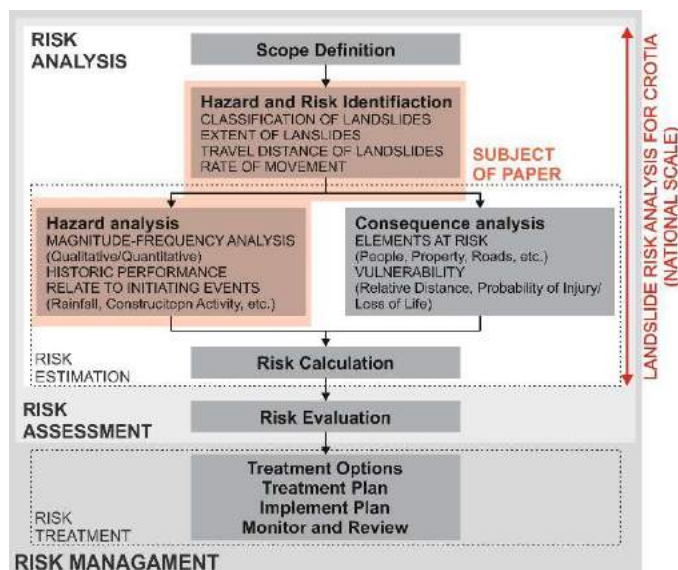 RISK
ANALYSIS
Scope Definition
Hazard and Risk Identifiaction
CLASSIFICATION OF LANDSLIDES
EXTENT OF LANSLIDES
TRAVEL DISTANCE OF LANDSLIDES
RATE OF MOVEMENT
SUBJECT
OF PAPER
Hazard analysis
MAGNITUDE-FREQUENCY ANALYSIS
(Qualitative/Quantitative)
HISTORIC PERFORMANCE
RELATE TO INITIATING EVENTS
(Rainfall, Construcitopn Activity, etc.)
Consequence analysis
ELEMENTS AT RISK
(People, Property, Roads, etc.)
VULNERABILITY
(Relative Distance, Probability of Injury/
Loss of Life)
RISK
ESTIMATION
Risk Calculation
RISK
ASSESSMENT
Risk Evaluation
Treatment Options
Treatment Plan
Implement Plan
Monitor and Review
RISK
TREATMENT
RISK MANAGAMENT
LANDSLIDE RISK ANALYSIS FOR CROTIA
(NATIONAL SCALE)